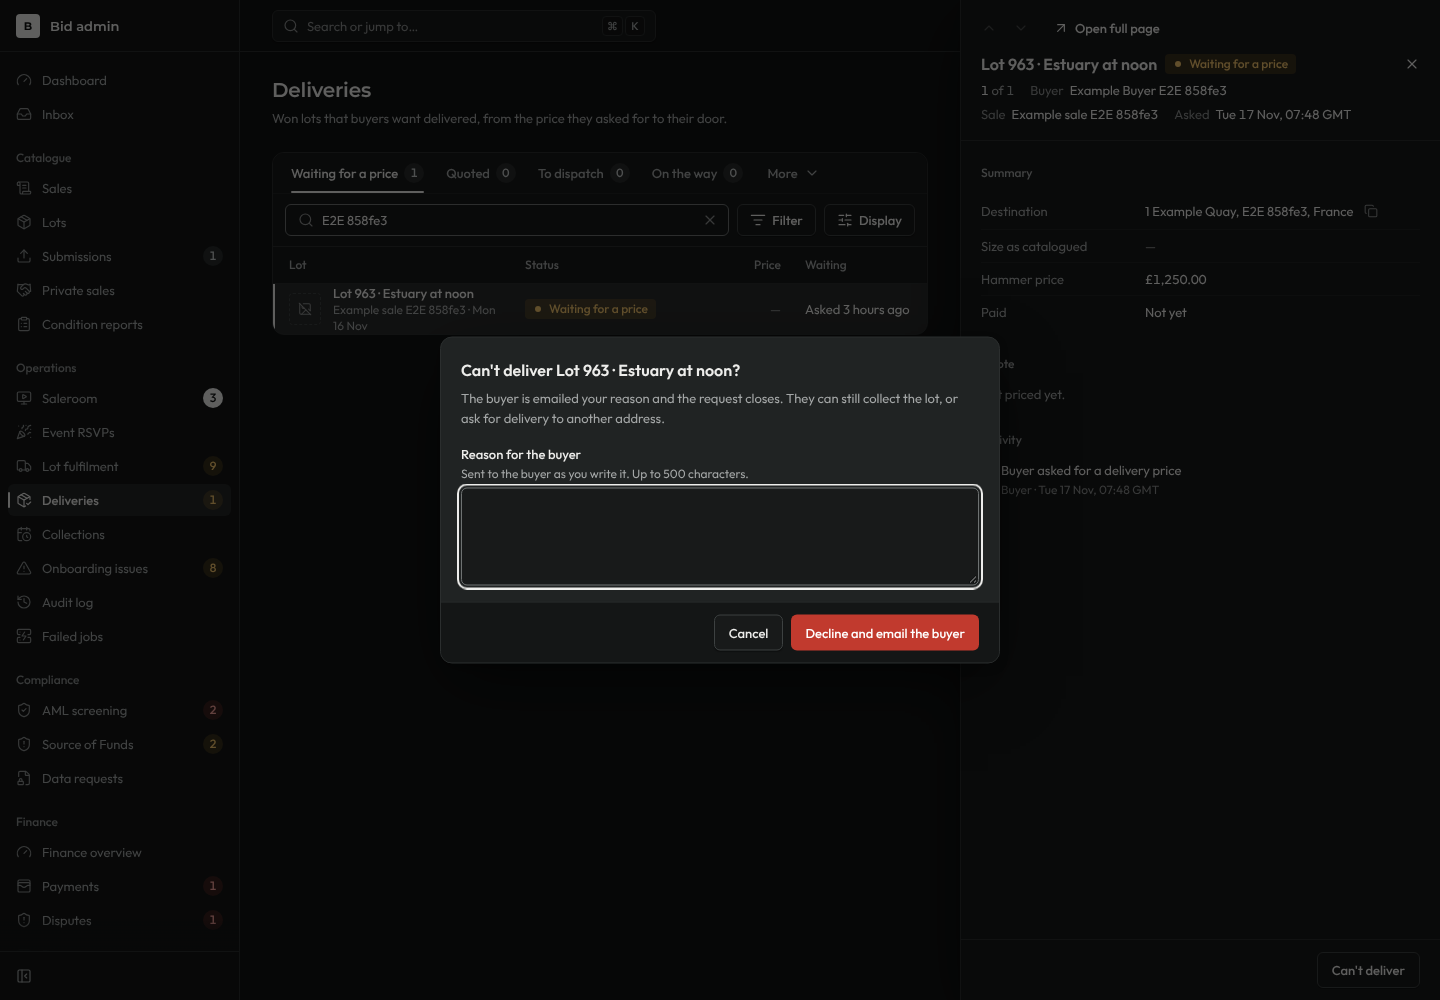 B Bid admin
Search or jump to…
⌘ K
Dashboard
Inbox
Catalogue
Sales
Lots
Submissions 1
Private sales
Condition reports
Operations
Saleroom 3
Event RSVPs
Lot fulfilment 9
Deliveries 1
Collections
Onboarding issues 8
Audit log
Failed jobs
Compliance
AML screening 2
Source of Funds 2
Data requests
Finance
Finance overview
Payments 1
Disputes 1
Deliveries
Won lots that buyers want delivered, from the price they asked for to their door.
Waiting for a price 1 Quoted 0 To dispatch 0 On the way 0 More
E2E 858fe3
Filter Display
Lot Status Price Waiting
Lot 963 · Estuary at noon
Example sale E2E 858fe3 · Mon
16 Nov
Waiting for a price — Asked 3 hours ago
Can't deliver Lot 963 · Estuary at noon?
The buyer is emailed your reason and the request closes. They can still collect the lot, or
ask for delivery to another address.
Reason for the buyer
Sent to the buyer as you write it. Up to 500 characters.
Cancel Decline and email the buyer
Open full page
Lot 963 · Estuary at noon Waiting for a price
1 of 1 Buyer Example Buyer E2E 858fe3
Sale Example sale E2E 858fe3 Asked Tue 17 Nov, 07:48 GMT
Summary
Destination 1 Example Quay, E2E 858fe3, France
Size as catalogued —
Hammer price £1,250.00
Paid Not yet
priced yet.
Buyer asked for a delivery price
Buyer · Tue 17 Nov, 07:48 GMT
Can't deliver